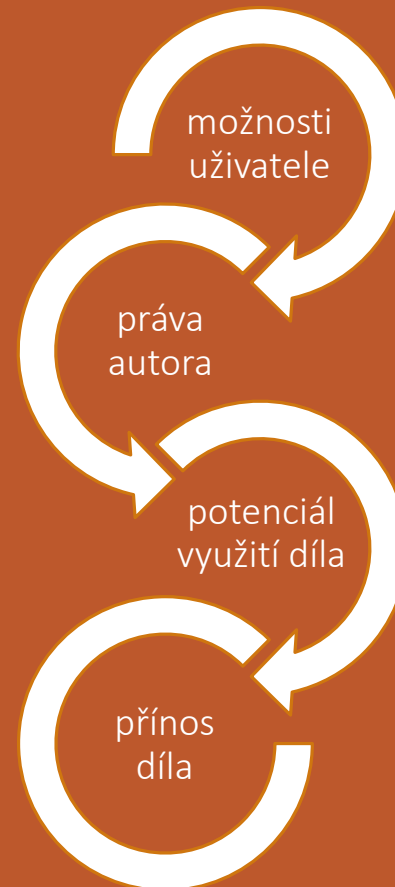 možnosti
uživatele
práva
autora
potenciál
využití díla
přínos
díla